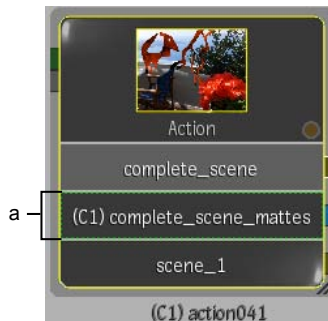 Action
complete_scene
a
(C1) complete_scene_mattes
scene_1
(C1) action041